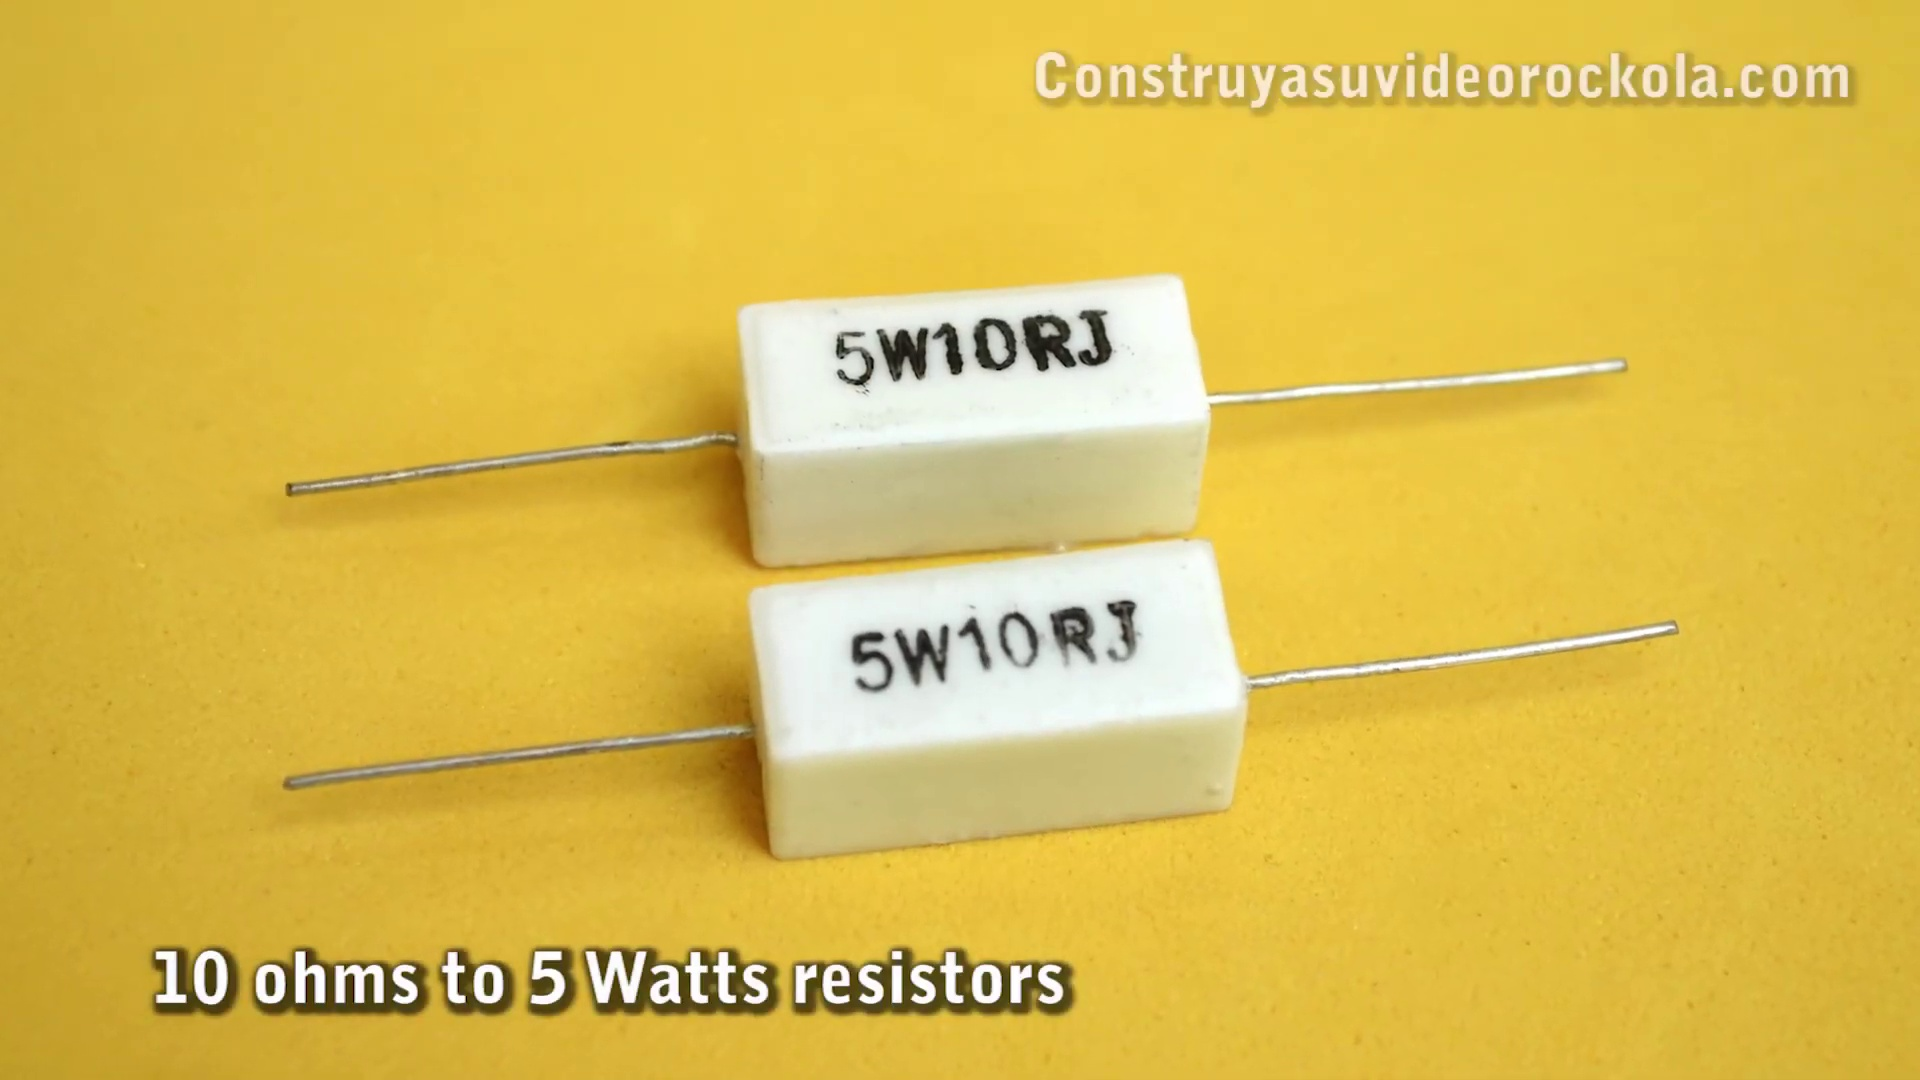 Construyasuvideorockola.com
5W10RJ
5W10RJ
10 ohms to 5 Watts resistors